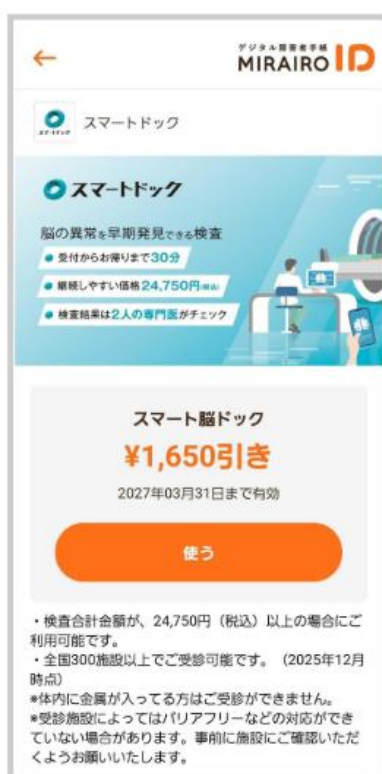 ←
デジタル障害者手帳
MIRAIRO ID
スマートドック
スマートドック
スマートドック
脳の異常を早期発見できる検査
受付からお帰りまで30分
継続しやすい価格24,750円(税込)
検査結果は2人の専門医がチェック
スマート脳ドック
¥1,650引き
2027年03月31日まで有効
使う
・検査合計金額が、24,750円（税込）以上の場合にご
利用可能です。
・全国300施設以上でご受診可能です。（2025年12月
時点）
*体内に金属が入ってる方はご受診ができません。
*受診施設によってはバリアフリーなどの対応ができ
ていない場合があります。事前に施設にご確認いただ
くようお願いいたします。